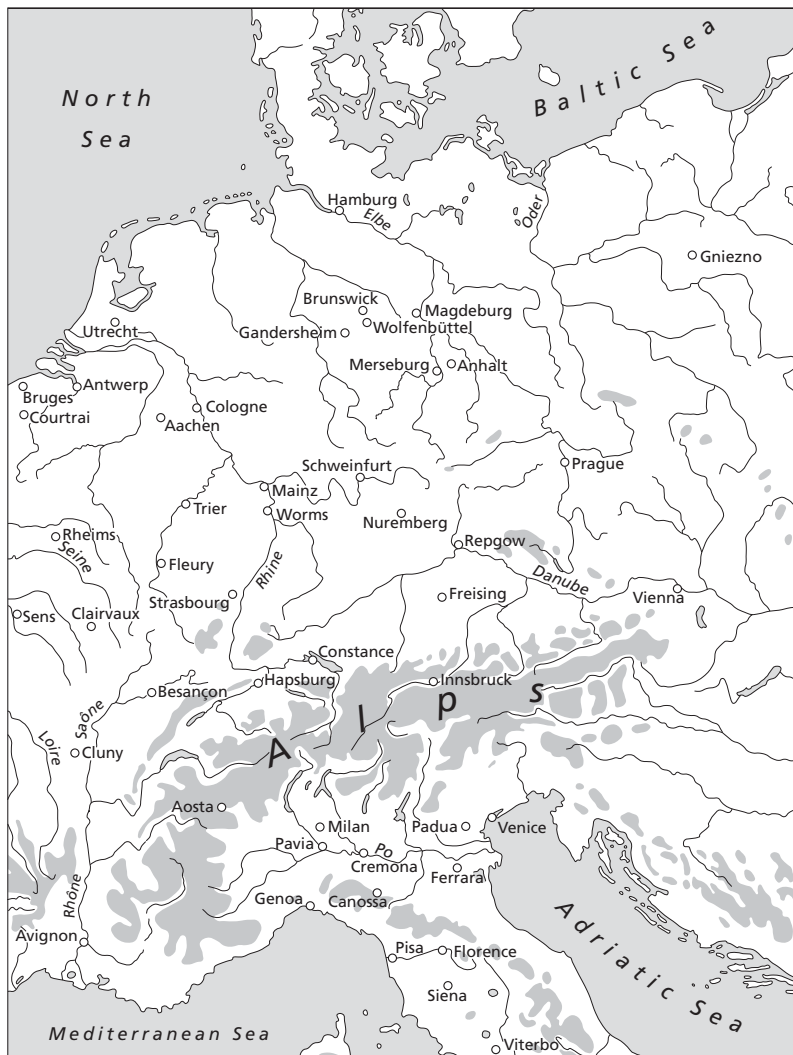 North
Sea
Baltic Sea
Hamburg
Elbe
Oder
Gniezno
Brunswick
Magdeburg
Wolfenbüttel
Gandersheim
Utrecht
Merseburg
Anhalt
Bruges
Antwerp
Courtrai
Aachen
Cologne
Schweinfurt
Prague
Mainz
Trier
Worms
Nuremberg
Rheims
Seine
Repgow
Fleury
Rhine
Danube
Strasbourg
Freising
Vienna
Sens
Clairvaux
Constance
Besançon
Hapsburg
Innsbruck
Alps
Saône
Loire
Cluny
Aosta
Milan
Padua
Venice
Pavia
Po
Cremona
Ferrara
Rhône
Genoa
Canossa
Adriatic Sea
Avignon
Pisa
Florence
Siena
Mediterranean Sea
Viterbo